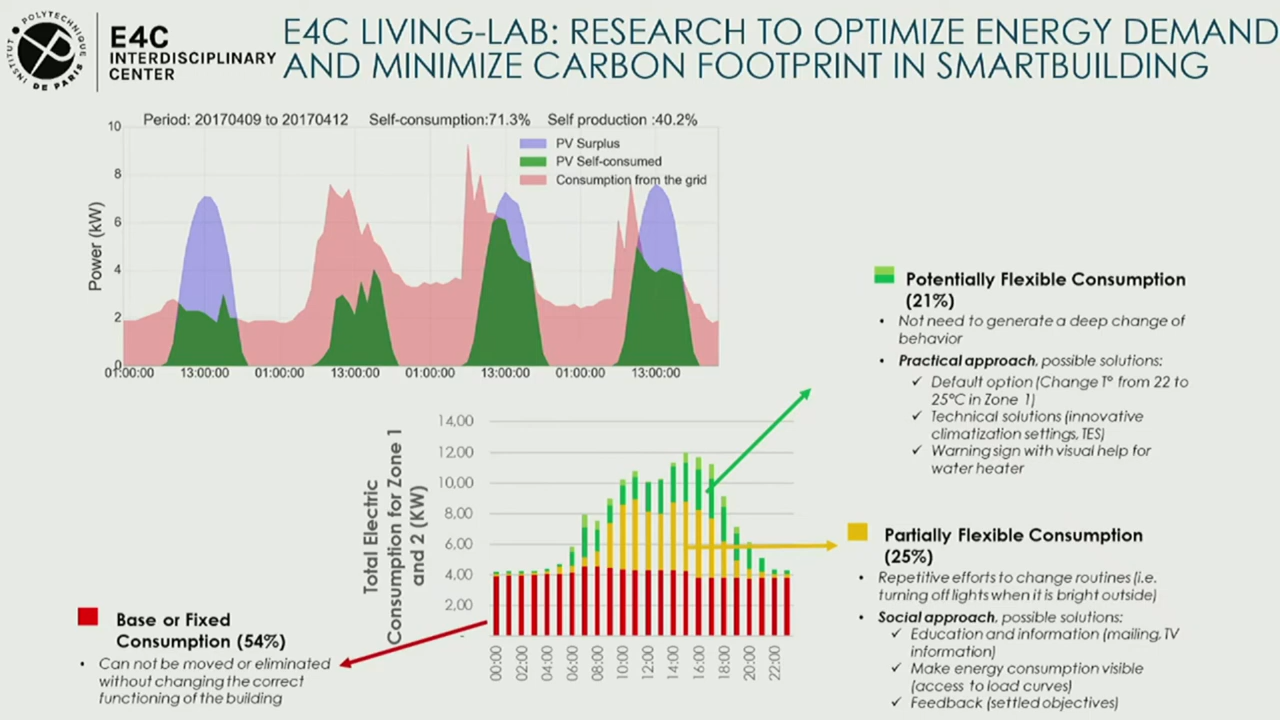 INSTITUT POLYTECHNIQUE DE PARIS
E4C
INTERDISCIPLINARY
CENTER
E4C LIVING-LAB: RESEARCH TO OPTIMIZE ENERGY DEMAND
AND MINIMIZE CARBON FOOTPRINT IN SMARTBUILDING
Period: 20170409 to 20170412 Self-consumption:71.3% Self production :40.2%
PV Surplus
PV Self-consumed
Consumption from the grid
Power (kW)
10
8
6
4
2
0
01:00:00 13:00:00 01:00:00 13:00:00 01:00:00 13:00:00 01:00:00 13:00:00
Potentially Flexible Consumption
(21%)
• Not need to generate a deep change of
behavior
• Practical approach, possible solutions:
✓ Default option (Change T° from 22 to
25°C in Zone 1)
✓ Technical solutions (innovative
climatization settings, TES)
✓ Warning sign with visual help for
water heater
Total Electric
Consumption for Zone 1
and 2 (KW)
14,00
12,00
10,00
8,00
6,00
4,00
2,00
-
00:00 02:00 04:00 06:00 08:00 10:00 12:00 14:00 16:00 18:00 20:00 22:00
Partially Flexible Consumption
(25%)
• Repetitive efforts to change routines (i.e.
turning off lights when it is bright outside)
• Social approach, possible solutions:
✓ Education and information (mailing, TV
information)
✓ Make energy consumption visible
(access to load curves)
✓ Feedback (settled objectives)
Base or Fixed
Consumption (54%)
• Can not be moved or eliminated
without changing the correct
functioning of the building